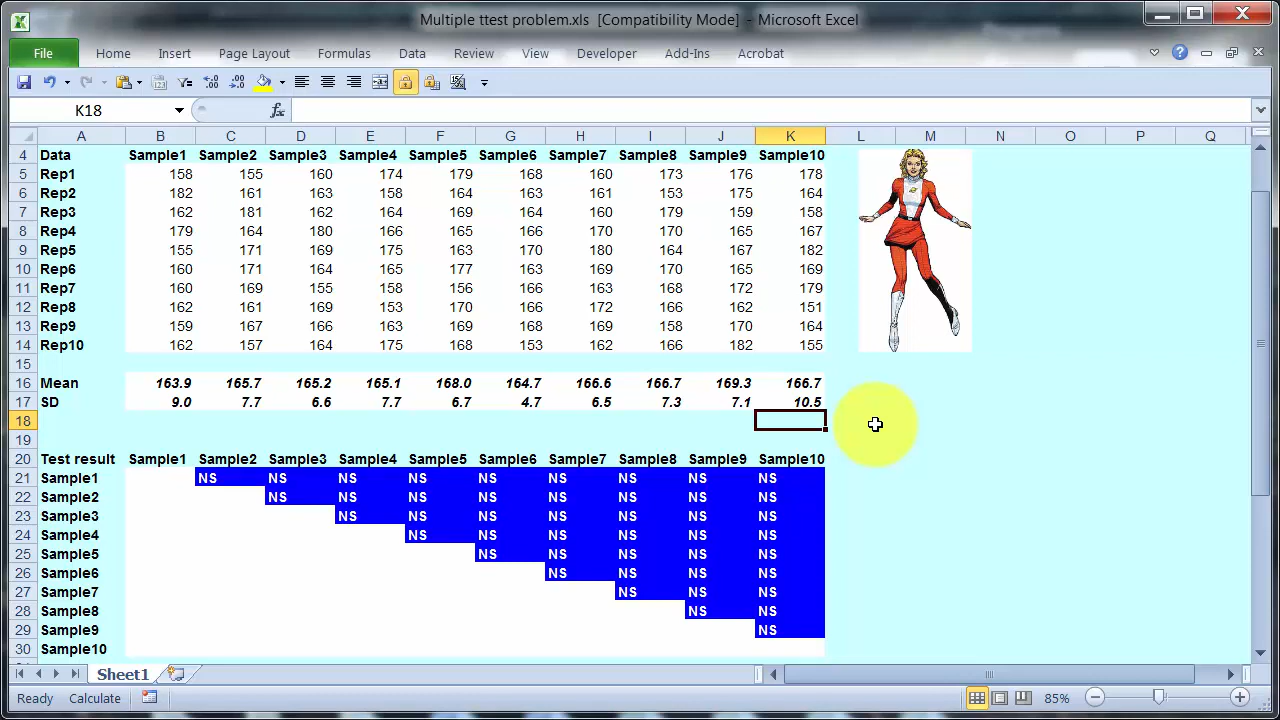 Multiple ttest problem.xls [Compatibility Mode] - Microsoft Excel
File Home Insert Page Layout Formulas Data Review View Developer Add-Ins Acrobat
K18 fx
A B C D E F G H I J K L M N O P Q
4 Data Sample1 Sample2 Sample3 Sample4 Sample5 Sample6 Sample7 Sample8 Sample9 Sample10
5 Rep1 158 155 160 174 179 168 160 173 176 178
6 Rep2 182 161 163 158 164 163 161 153 175 164
7 Rep3 162 181 162 164 169 164 160 179 159 158
8 Rep4 179 164 180 166 165 166 170 170 165 167
9 Rep5 155 171 169 175 163 170 180 164 167 182
10 Rep6 160 171 164 165 177 163 169 170 165 169
11 Rep7 160 169 155 158 156 166 163 168 172 179
12 Rep8 162 161 169 153 170 166 172 166 162 151
13 Rep9 159 167 166 163 169 168 169 158 170 164
14 Rep10 162 157 164 175 168 153 162 166 182 155
15
16 Mean 163.9 165.7 165.2 165.1 168.0 164.7 166.6 166.7 169.3 166.7
17 SD 9.0 7.7 6.6 7.7 6.7 4.7 6.5 7.3 7.1 10.5
18
19
20 Test result Sample1 Sample2 Sample3 Sample4 Sample5 Sample6 Sample7 Sample8 Sample9 Sample10
21 Sample1 NS NS NS NS NS NS NS NS NS
22 Sample2 NS NS NS NS NS NS NS NS
23 Sample3 NS NS NS NS NS NS NS
24 Sample4 NS NS NS NS NS NS
25 Sample5 NS NS NS NS NS
26 Sample6 NS NS NS NS
27 Sample7 NS NS NS
28 Sample8 NS NS
29 Sample9 NS
30 Sample10
Sheet1
Ready Calculate 85%